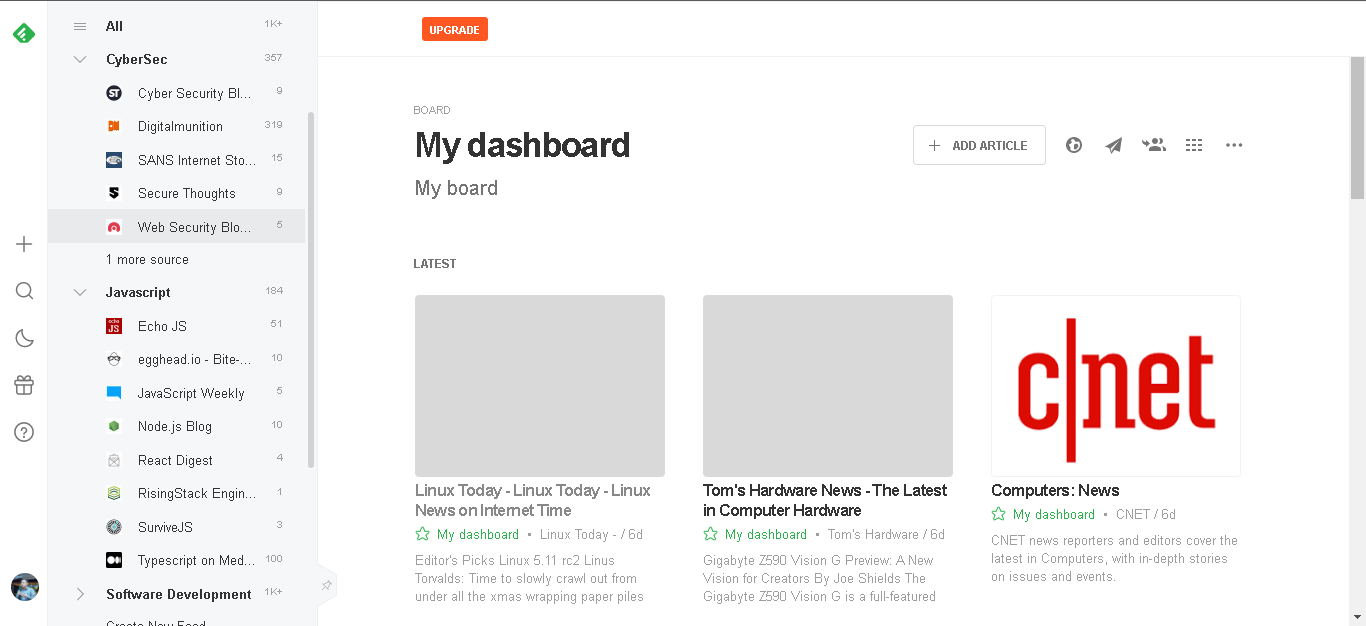 All 1K+
CyberSec 357
Cyber Security Bl... 9
Digitalmunition 319
SANS Internet Sto... 15
Secure Thoughts 9
Web Security Blo... 5
1 more source
Javascript 184
Echo JS 51
egghead.io - Bite-... 10
JavaScript Weekly 5
Node.js Blog 10
React Digest 4
RisingStack Engin... 1
SurviveJS 3
Typescript on Med... 100
Software Development 1K+
Create New Feed
UPGRADE
BOARD
My dashboard
My board
ADD ARTICLE
LATEST
Linux Today - Linux Today - Linux
News on Internet Time
My dashboard • Linux Today - / 6d
Editor's Picks Linux 5.11 rc2 Linus
Torvalds: Time to slowly crawl out from
under all the xmas wrapping paper piles
Tom's Hardware News - The Latest
in Computer Hardware
My dashboard • Tom's Hardware / 6d
Gigabyte Z590 Vision G Preview: A New
Vision for Creators By Joe Shields The
Gigabyte Z590 Vision G is a full-featured
c|net
Computers: News
My dashboard • CNET / 6d
CNET news reporters and editors cover the
latest in Computers, with in-depth stories
on issues and events.